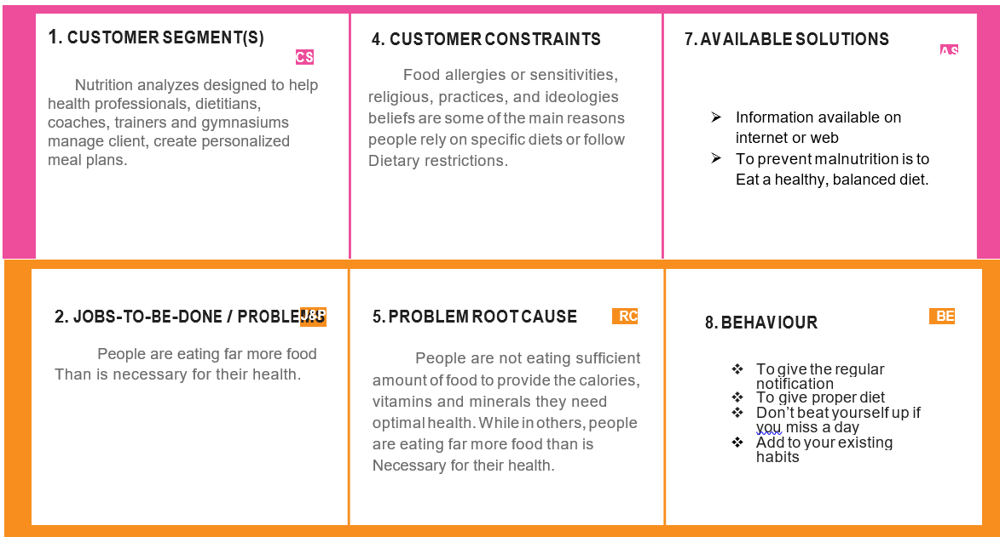 1. CUSTOMER SEGMENT(S)
CS
Nutrition analyzes designed to help
health professionals, dietitians,
coaches, trainers and gymnasiums
manage client, create personalized
meal plans.
4. CUSTOMER CONSTRAINTS
Food allergies or sensitivities,
religious, practices, and ideologies
beliefs are some of the main reasons
people rely on specific diets or follow
Dietary restrictions.
7. AVAILABLE SOLUTIONS
AS
➢ Information available on
internet or web
➢ To prevent malnutrition is to
Eat a healthy, balanced diet.
2. JOBS-TO-BE-DONE / PROBLEMS
J&P
People are eating far more food
Than is necessary for their health.
5. PROBLEM ROOT CAUSE
RC
People are not eating sufficient
amount of food to provide the calories,
vitamins and minerals they need
optimal health. While in others, people
are eating far more food than is
Necessary for their health.
8. BEHAVIOUR
BE
❖ To give the regular
notification
❖ To give proper diet
❖ Don't beat yourself up if
you miss a day
❖ Add to your existing
habits